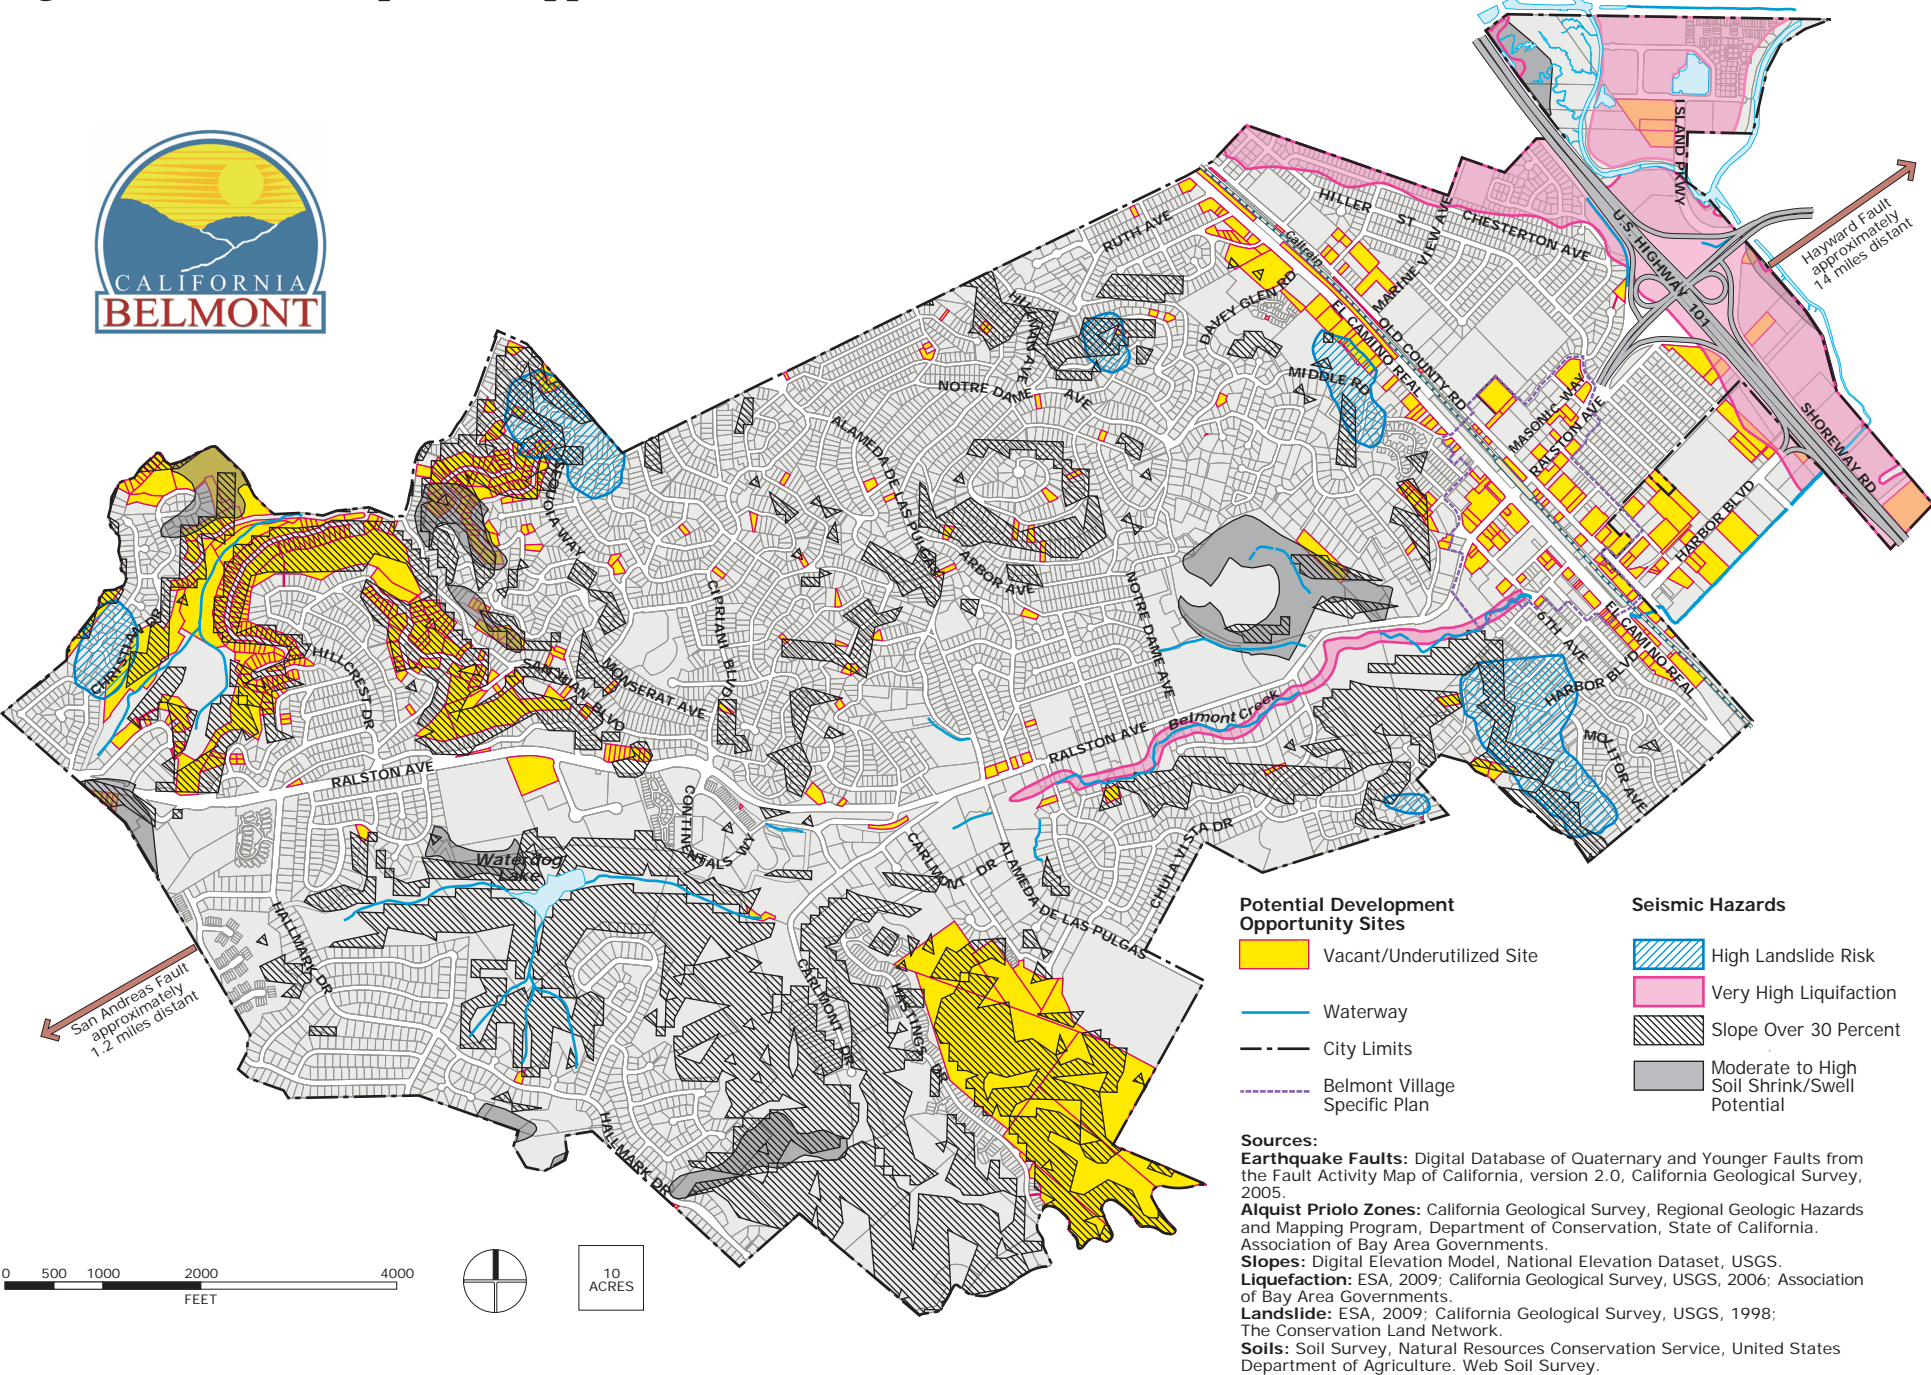 CALIFORNIA
BELMONT
ISLAND PKWY
Hayward Fault
approximately
14 miles distant
HILLER ST
CHESTERTON AVE
U.S. HIGHWAY 101
RUTH AVE
Caltrain
MARINE VIEW AVE
DAVEY GLEN RD
EL CAMINO REAL
OLD COUNTY RD
MIDDLE RD
NOTRE DAME AVE
MASONIC WAY
RALSTON AVE
SHOREWAY RD
HARBOR BLVD
ALAMEDA DE LAS PULGAS
ARBOR AVE
CIPRIANI BLVD
NOTRE DAME AVE
6TH AVE
EL CAMINO REAL
HARBOR BLVD
MOLITOR AVE
CHRISTIAN DR
HILLCREST DR
SAN JUAN BLVD
MONSERAT AVE
Belmont Creek
RALSTON AVE
RALSTON AVE
CONTINENTALS WY
Waterdog
Lake
CARLMONT DR
ALAMEDA DE LAS PULGAS
CHULA VISTA DR
HALLMARK DR
CARLMONT DR
HASTINGS DR
HALLMARK DR
San Andreas Fault
approximately
1.2 miles distant
Potential Development
Opportunity Sites
Vacant/Underutilized Site
Waterway
City Limits
Belmont Village
Specific Plan
Seismic Hazards
High Landslide Risk
Very High Liquifaction
Slope Over 30 Percent
Moderate to High
Soil Shrink/Swell
Potential
Sources:
Earthquake Faults: Digital Database of Quaternary and Younger Faults from
the Fault Activity Map of California, version 2.0, California Geological Survey,
2005.
Alquist Priolo Zones: California Geological Survey, Regional Geologic Hazards
and Mapping Program, Department of Conservation, State of California.
Association of Bay Area Governments.
Slopes: Digital Elevation Model, National Elevation Dataset, USGS.
Liquefaction: ESA, 2009; California Geological Survey, USGS, 2006; Association
of Bay Area Governments.
Landslide: ESA, 2009; California Geological Survey, USGS, 1998;
The Conservation Land Network.
Soils: Soil Survey, Natural Resources Conservation Service, United States
Department of Agriculture. Web Soil Survey.
0 500 1000 2000 4000
FEET
10
ACRES